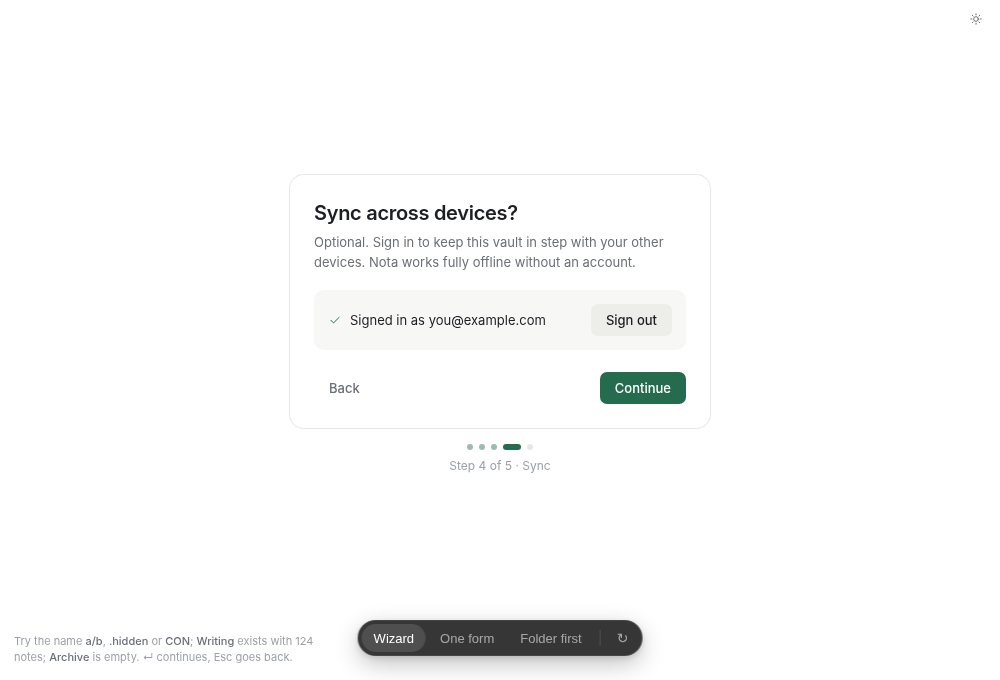 Sync across devices?
Optional. Sign in to keep this vault in step with your other
devices. Nota works fully offline without an account.
Signed in as you@example.com
Sign out
Back
Continue
Step 4 of 5 · Sync
Try the name a/b, .hidden or CON; Writing exists with 124
notes; Archive is empty. ↵ continues, Esc goes back.
Wizard
One form
Folder first
↻